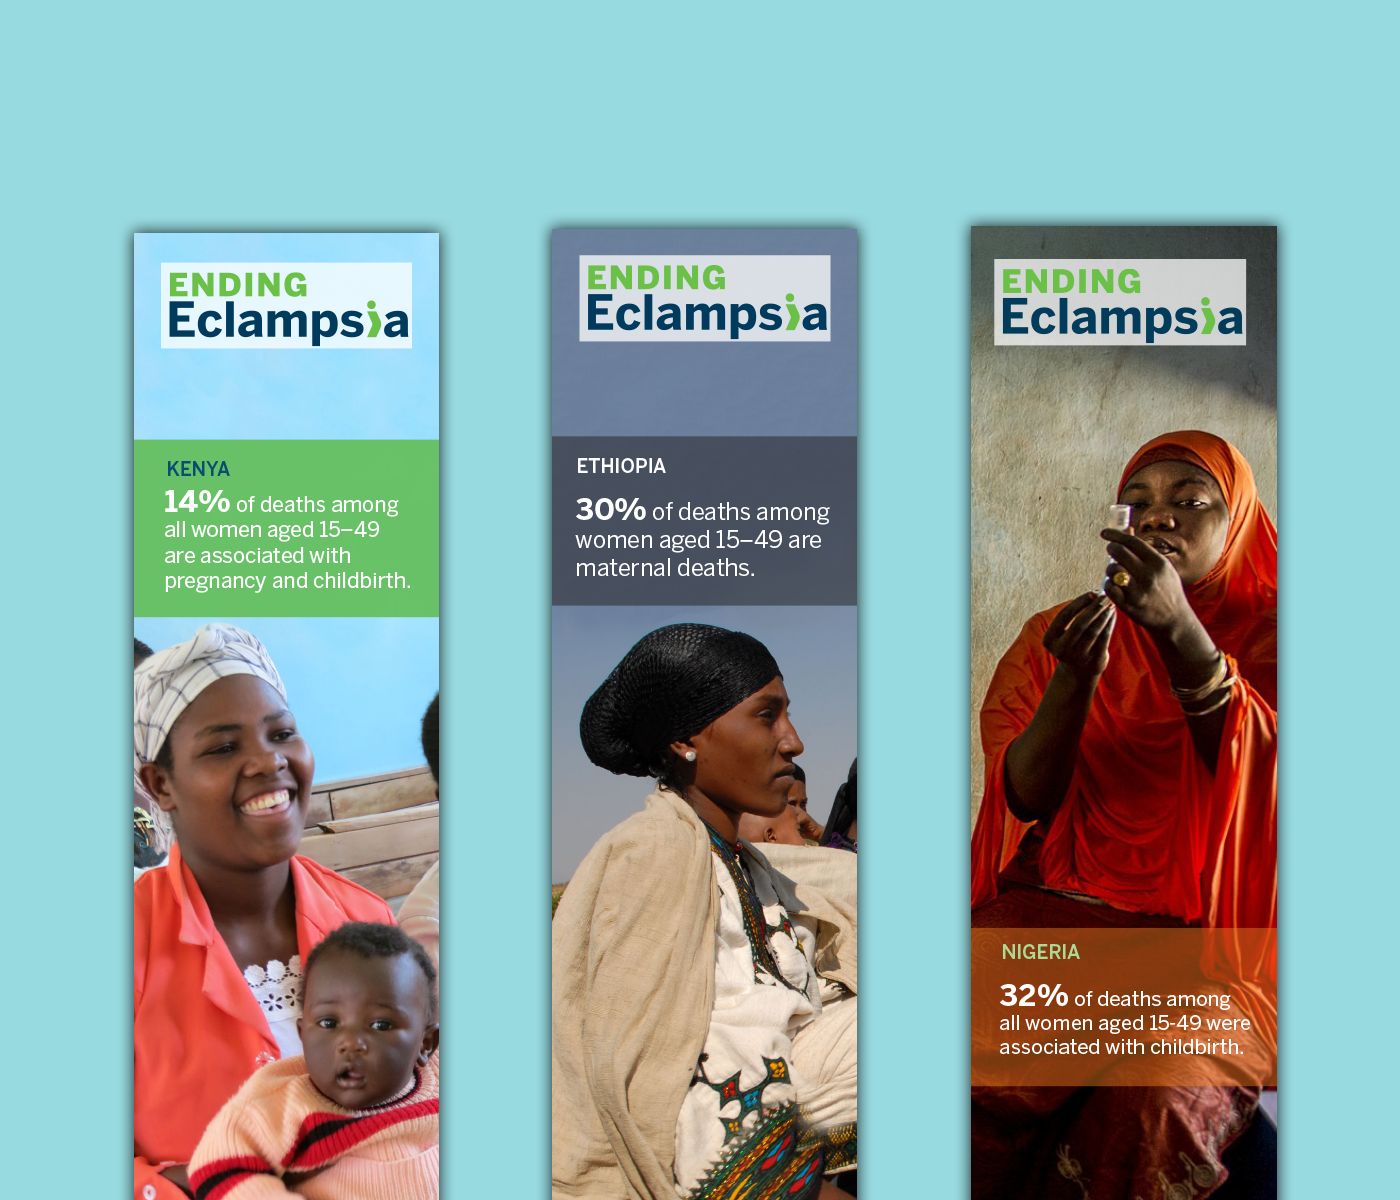 ENDING
Eclampsia
KENYA
14% of deaths among
all women aged 15–49
are associated with
pregnancy and childbirth.
ENDING
Eclampsia
ETHIOPIA
30% of deaths among
women aged 15–49 are
maternal deaths.
ENDING
Eclampsia
NIGERIA
32% of deaths among
all women aged 15-49 were
associated with childbirth.